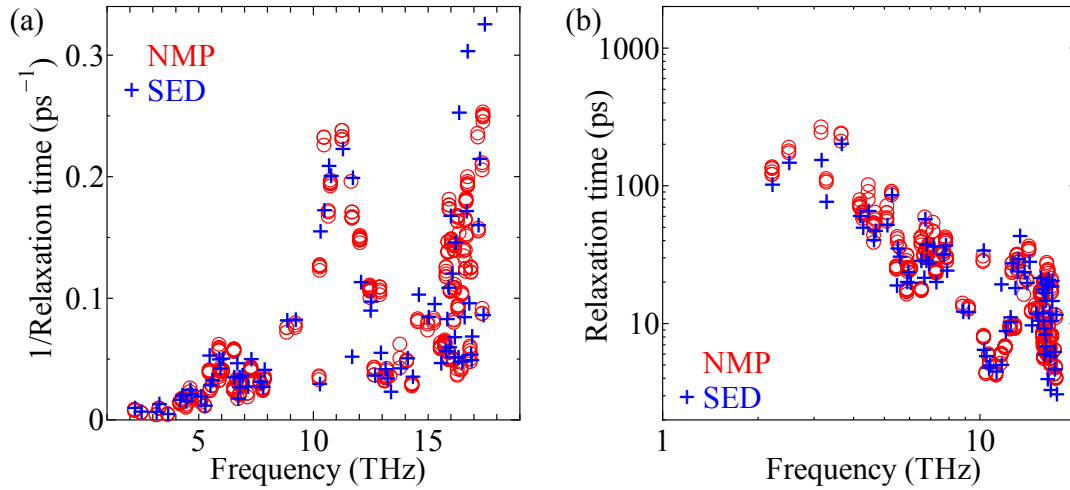 (a)
0.3
0.2
0.1
0
1/Relaxation time (ps⁻¹)
NMP
SED
5
10
15
Frequency (THz)
(b)
1000
100
10
Relaxation time (ps)
NMP
SED
1
10
Frequency (THz)